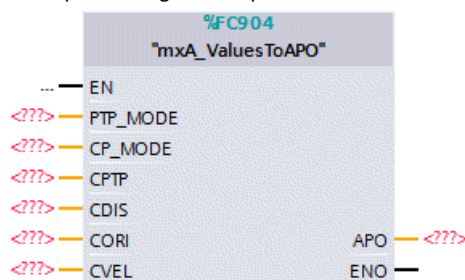 %FC904
"mxA_ValuesToAPO"
... EN
<???> PTP_MODE
<???> CP_MODE
<???> CPTP
<???> CDIS
<???> CORI APO <???>
<???> CVEL ENO